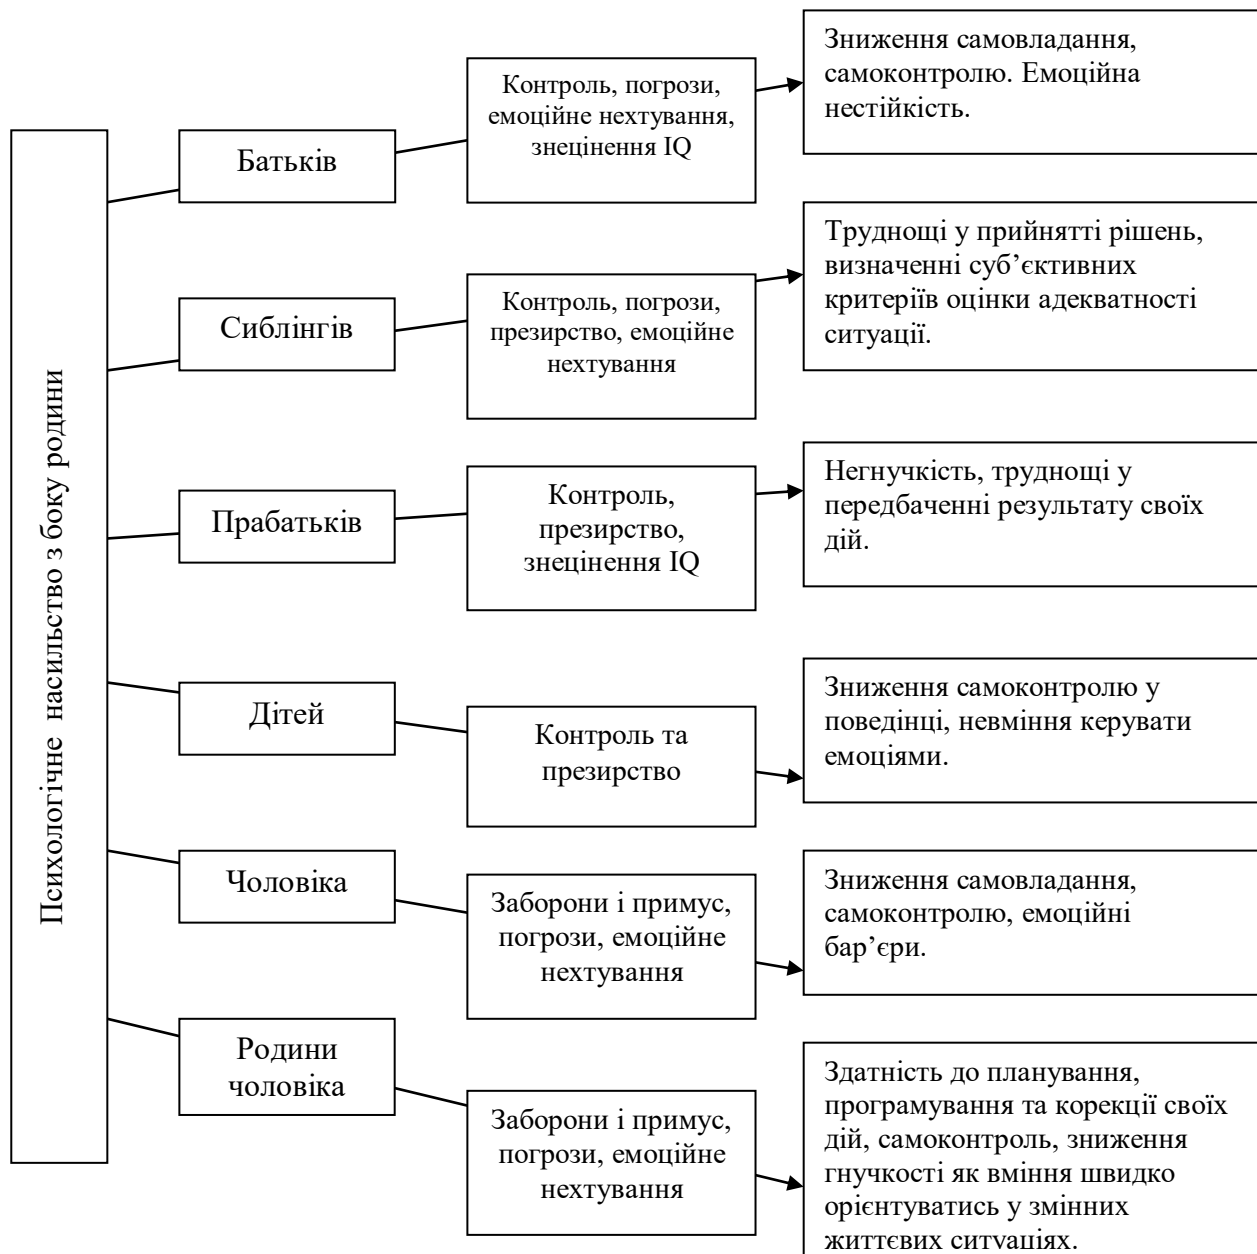 Психологічне насильство з боку родини
Батьків
Контроль, погрози,
емоційне нехтування,
знецінення IQ
Зниження самовладання,
самоконтролю. Емоційна
нестійкість.
Сиблінгів
Контроль, погрози,
презирство, емоційне
нехтування
Труднощі у прийнятті рішень,
визначенні суб’єктивних
критеріїв оцінки адекватності
ситуації.
Прабатьків
Контроль,
презирство,
знецінення IQ
Негнучкість, труднощі у
передбаченні результату своїх
дій.
Дітей
Контроль та
презирство
Зниження самоконтролю у
поведінці, невміння керувати
емоціями.
Чоловіка
Заборони і примус,
погрози, емоційне
нехтування
Зниження самовладання,
самоконтролю, емоційні
бар’єри.
Родини
чоловіка
Заборони і примус,
погрози, емоційне
нехтування
Здатність до планування,
програмування та корекції своїх
дій, самоконтроль, зниження
гнучкості як вміння швидко
орієнтуватись у змінних
життєвих ситуаціях.